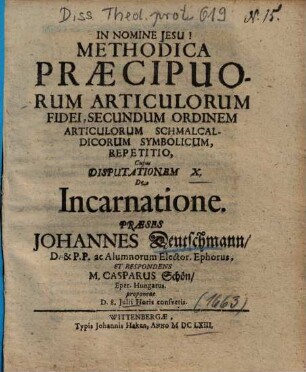 Diss. Theol. prot. 619
N. 15.
IN NOMINE JESU!
METHODICA
PRÆCIPUO-
RUM ARTICULORUM
FIDEI, SECUNDUM ORDINEM
ARTICULORUM SCHMALCAL-
DICORUM SYMBOLICUM,
REPETITIO,
Cujus
DISPUTATIONEM X.
De
Incarnatione.
PRÆSES
JOHANNES Deutschmann/
D. & P.P. ac Alumnorum Elector. Ephorus,
ET RESPONDENS
M. CASPARUS Schön/
Eper. Hungarus.
proponent
D. 8. Julii Horis consuetis.
(1663)
WITTENBERGÆ,
Typis Johannis Haken, Anno M DC LXIII.